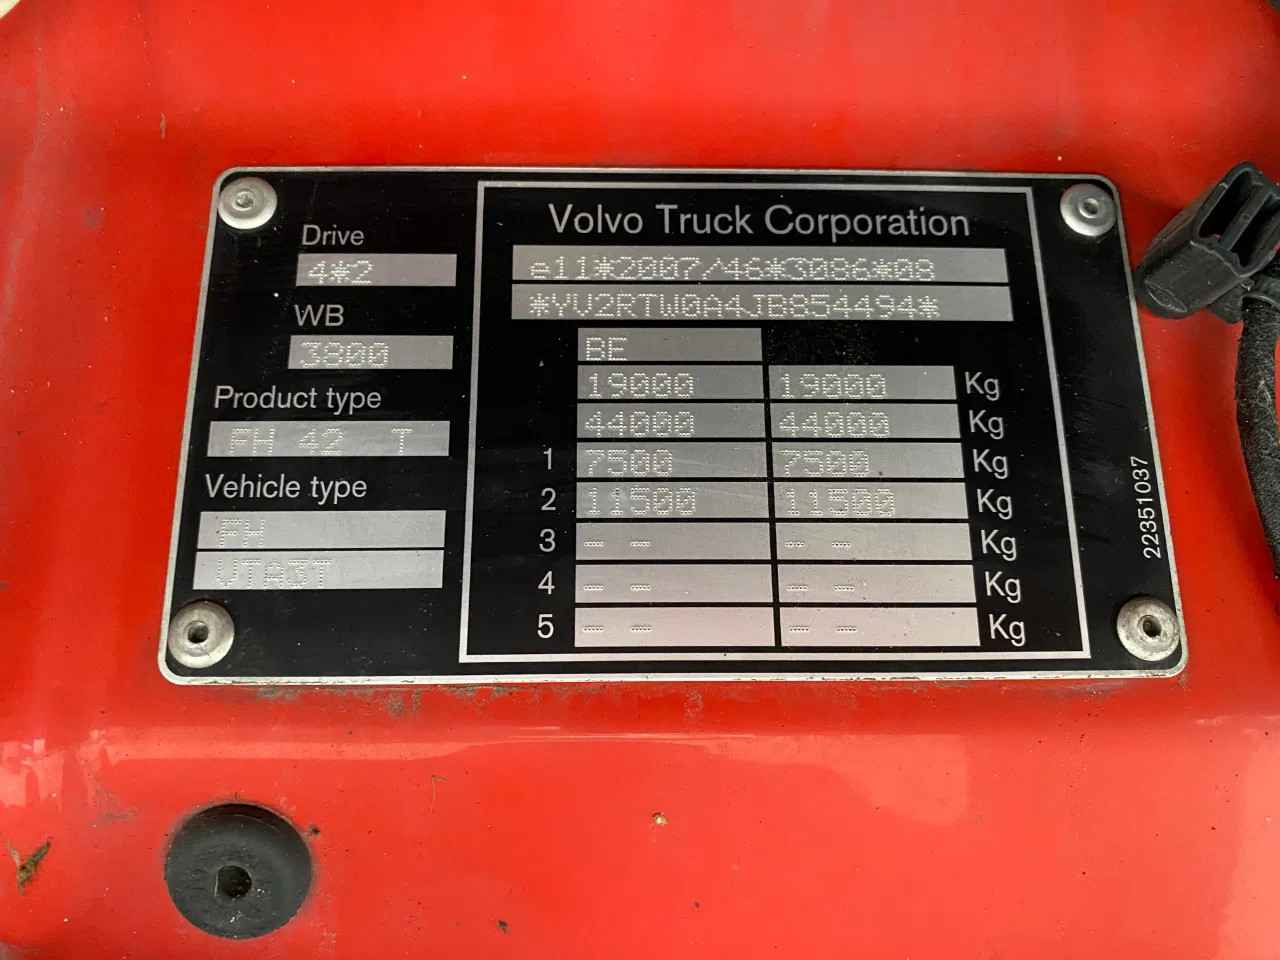 Drive
4*2
WB
3800
Product type
FH 42 T
Vehicle type
FH
VTA3T
Volvo Truck Corporation
e11*2007/46*3086*08
*YV2RTW0A4JB854494*
BE
19000 19000 Kg
44000 44000 Kg
1 7500 7500 Kg
2 11500 11500 Kg
3 -- -- -- -- Kg
4 -- -- -- -- Kg
5 -- -- -- -- Kg
22351037